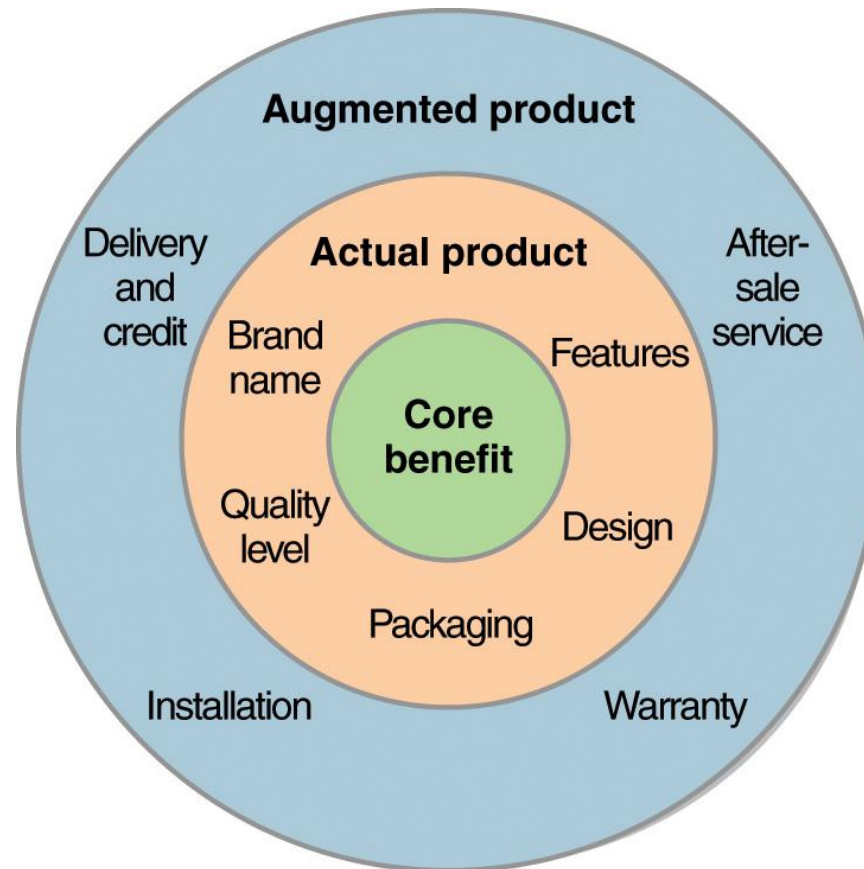 Augmented product
Delivery
and
credit
After-
sale
service
Actual product
Brand
name
Features
Core
benefit
Quality
level
Design
Packaging
Installation
Warranty